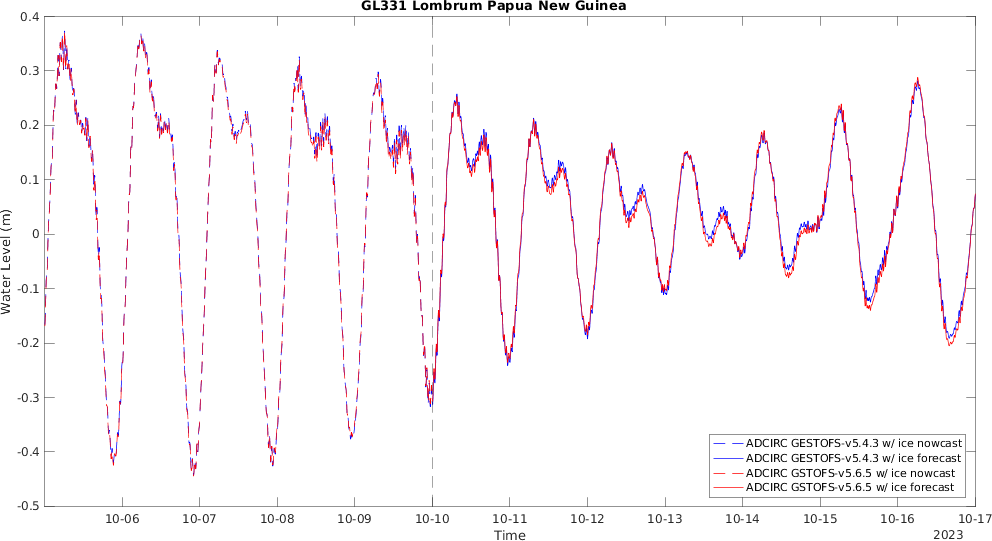 GL331 Lombrum Papua New Guinea
0.4
0.3
0.2
0.1
0
-0.1
-0.2
-0.3
-0.4
-0.5
Water Level (m)
ADCIRC GESTOFS-v5.4.3 w/ ice nowcast
ADCIRC GESTOFS-v5.4.3 w/ ice forecast
ADCIRC GSTOFS-v5.6.5 w/ ice nowcast
ADCIRC GSTOFS-v5.6.5 w/ ice forecast
10-06 10-07 10-08 10-09 10-10 10-11 10-12 10-13 10-14 10-15 10-16 10-17
Time
2023